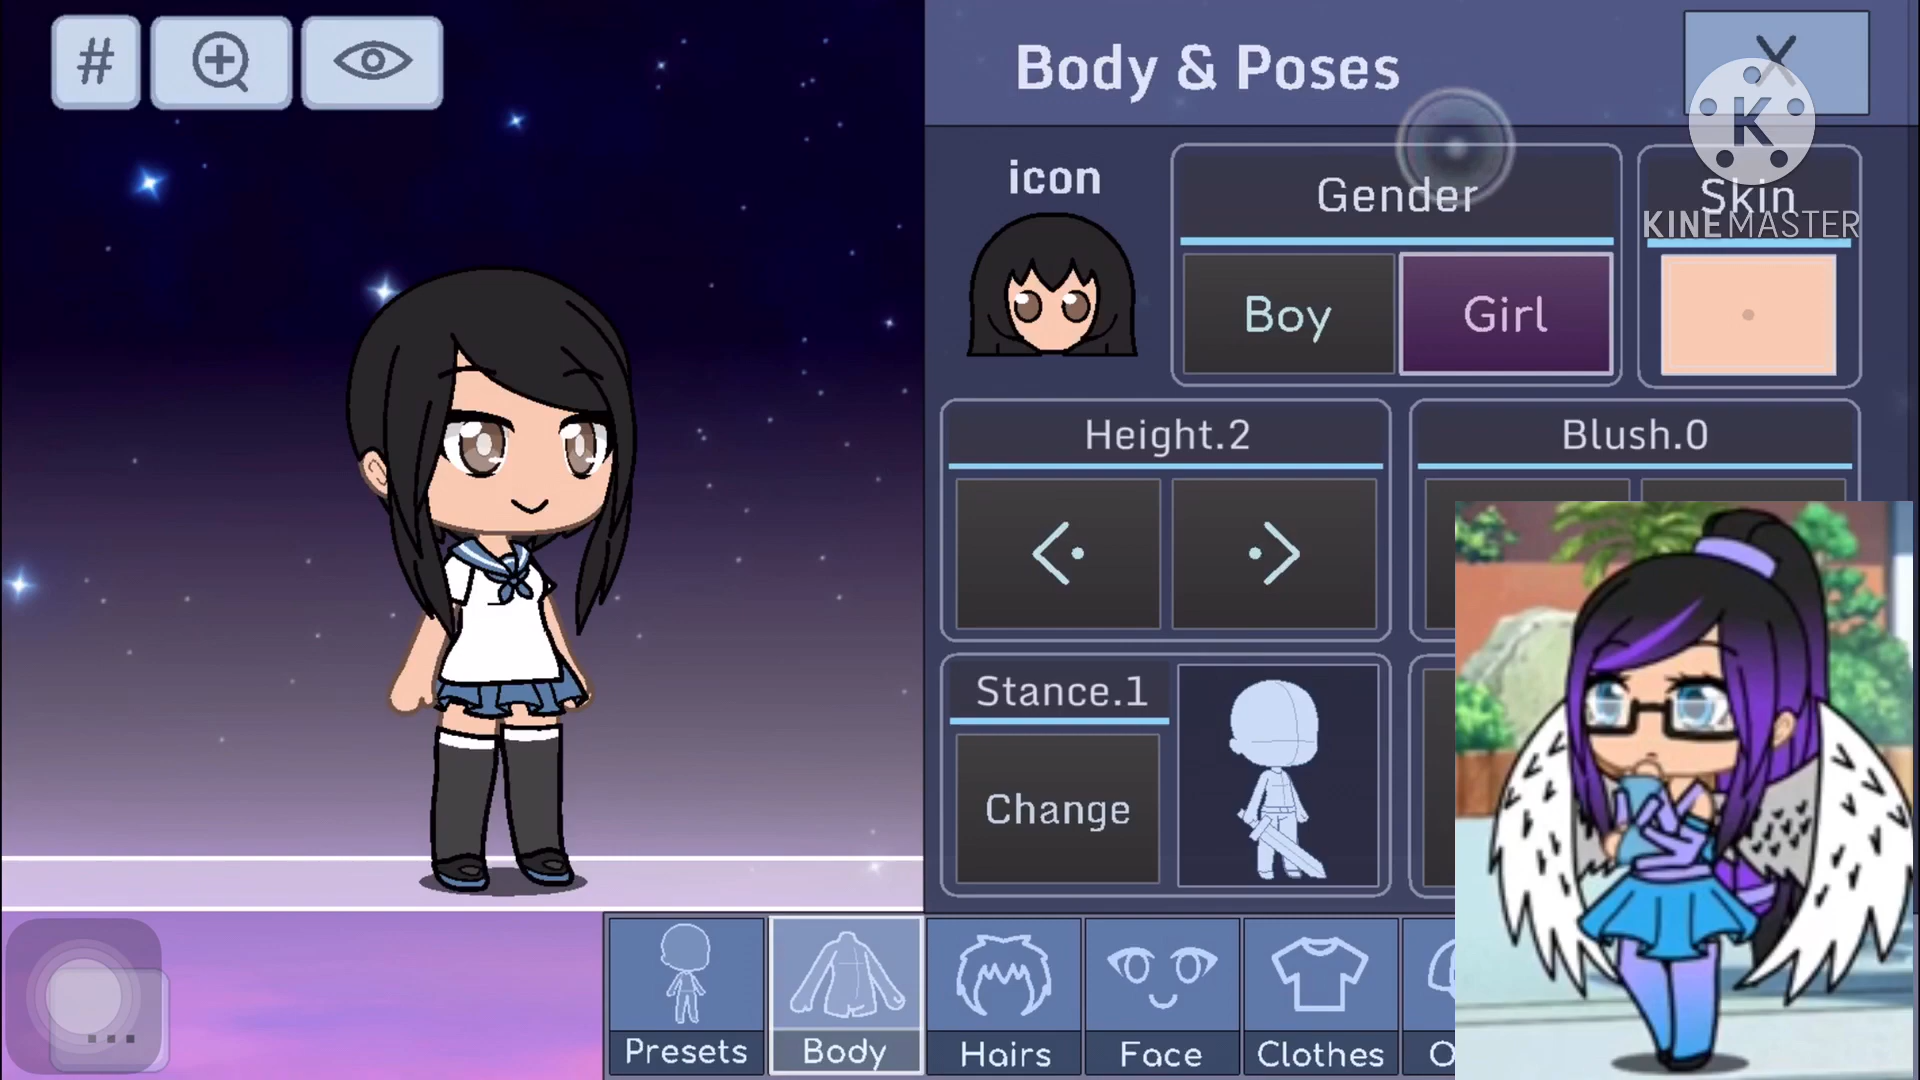 #
Body & Poses
X
K
KINEMASTER
icon
Gender
Skin
Boy
Girl
Height.2
Blush.0
Stance.1
Change
Presets
Body
Hairs
Face
Clothes